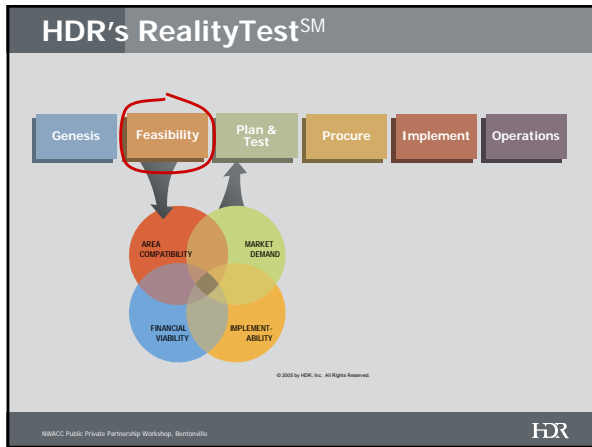 HDR's RealityTest℠
Genesis
Feasibility
Plan &
Test
Procure
Implement
Operations
AREA
COMPATIBILITY
MARKET
DEMAND
FINANCIAL
VIABILITY
IMPLEMENT-
ABILITY
© 2005 by HDR, Inc. All Rights Reserved.
NWACC Public Private Partnership Workshop, Bentonville
HDR